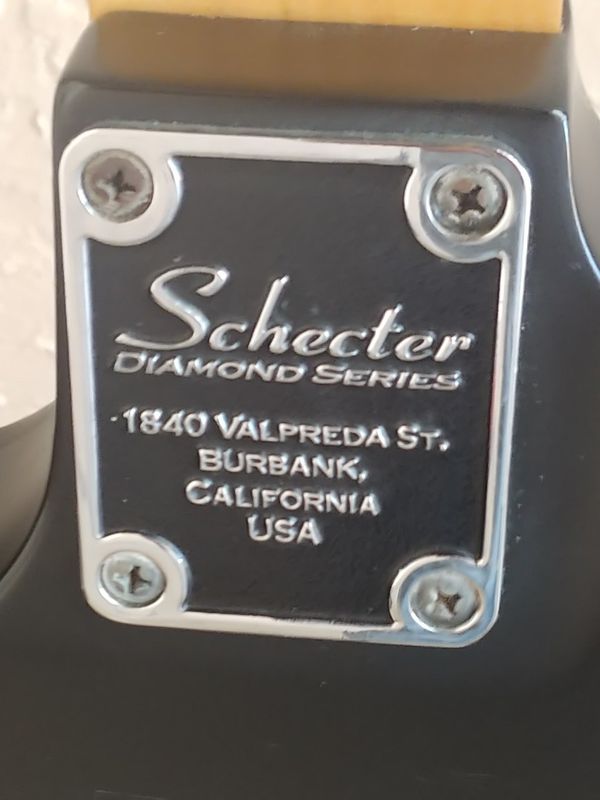 Schecter
DIAMOND SERIES
1840 VALPREDA ST.
BURBANK,
CALIFORNIA
USA